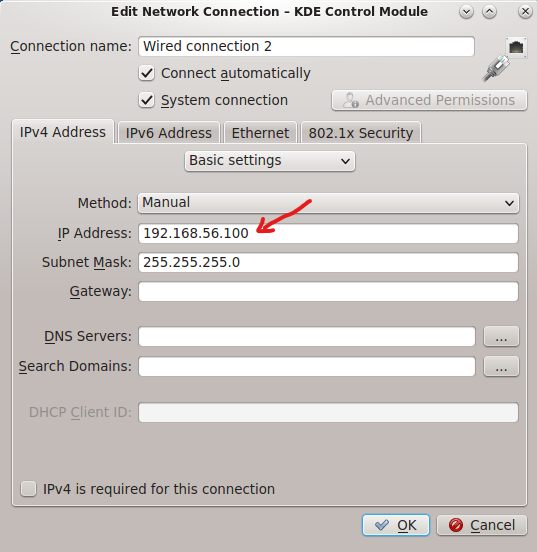 Edit Network Connection – KDE Control Module
Connection name: Wired connection 2
Connect automatically
System connection Advanced Permissions
IPv4 Address IPv6 Address Ethernet 802.1x Security
Basic settings
Method: Manual
IP Address: 192.168.56.100
Subnet Mask: 255.255.255.0
Gateway:
DNS Servers: ...
Search Domains: ...
DHCP Client ID:
IPv4 is required for this connection
OK Cancel